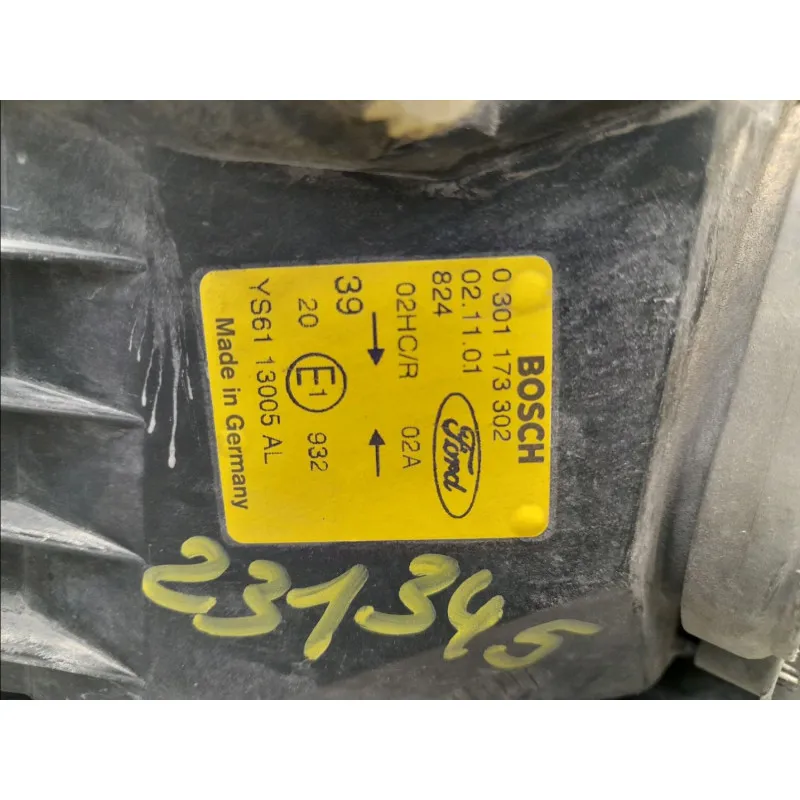 BOSCH
0 301 173 302
02.11.01
824
Ford
02HC/R 02A
39
20 E1 932
YS61 13005 AL
Made in Germany
231345